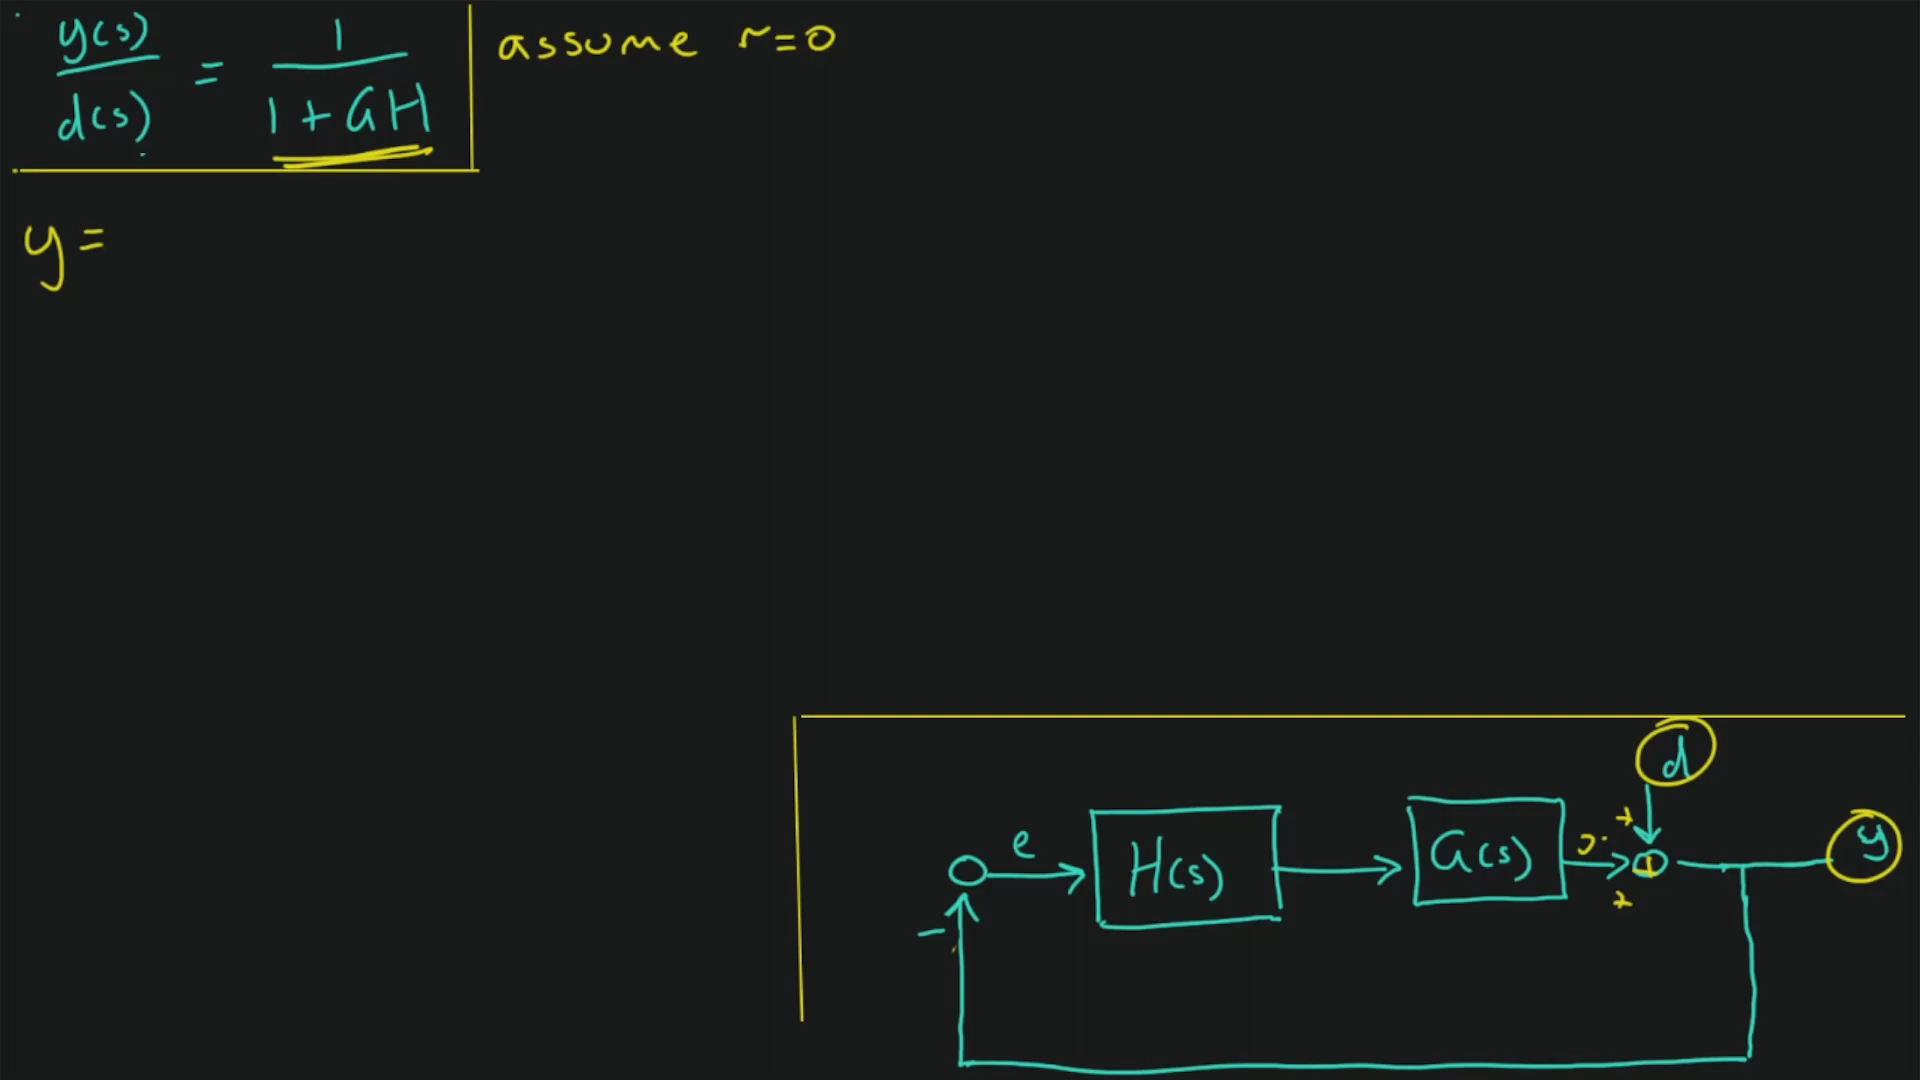 y(s)
d(s)
=
1
1 + GH
assume r=0
y =
d
e
H(s)
G(s)
+
y
-